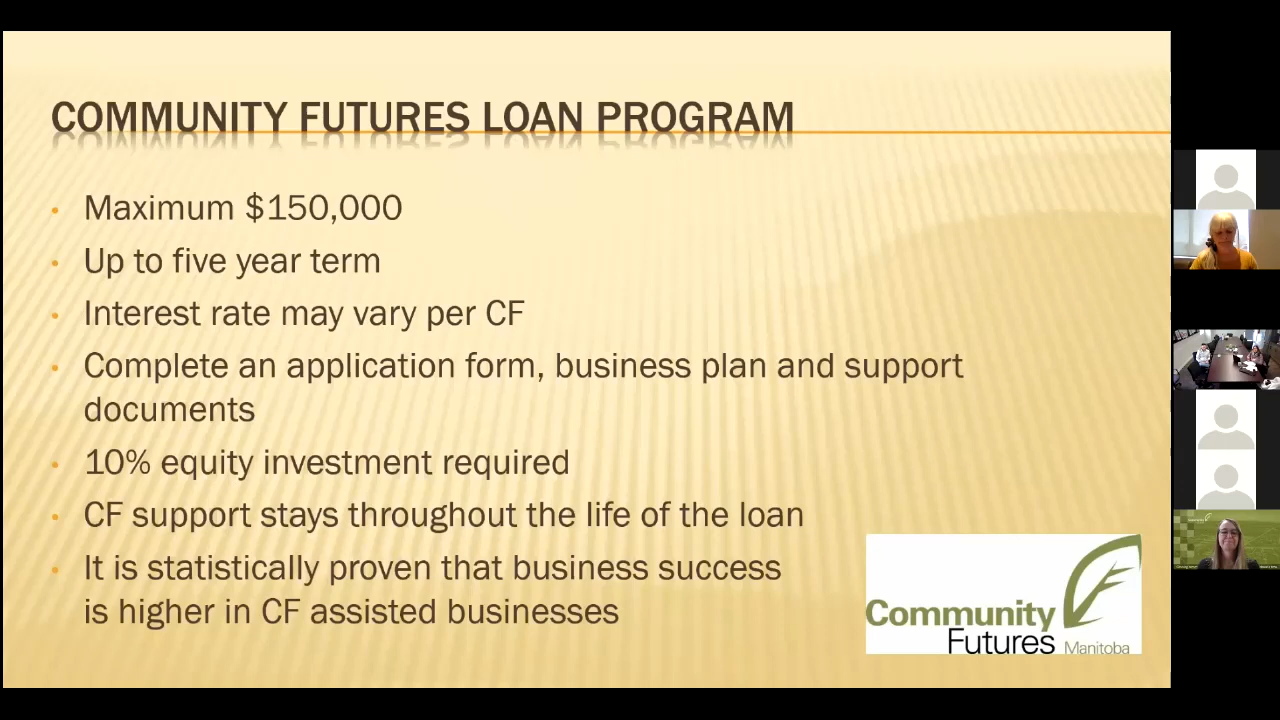 COMMUNITY FUTURES LOAN PROGRAM
• Maximum $150,000
• Up to five year term
• Interest rate may vary per CF
• Complete an application form, business plan and support
documents
• 10% equity investment required
• CF support stays throughout the life of the loan
• It is statistically proven that business success
is higher in CF assisted businesses
Community
Futures Manitoba